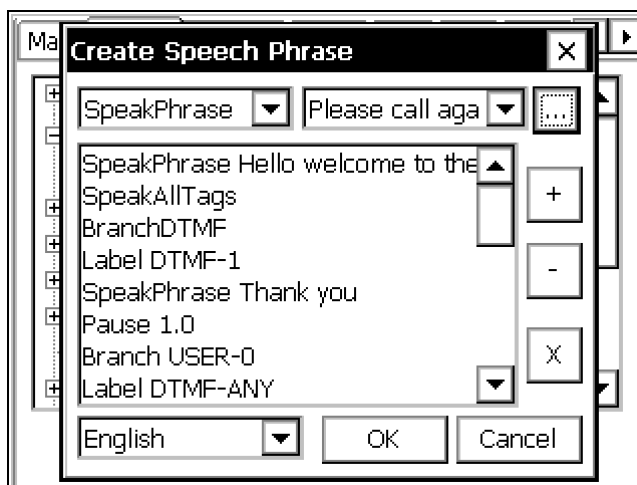 Ma
Create Speech Phrase X
SpeakPhrase Please call aga ...
SpeakPhrase Hello welcome to the
SpeakAllTags
BranchDTMF
Label DTMF-1
SpeakPhrase Thank you
Pause 1.0
Branch USER-0
Label DTMF-ANY
+
-
X
English OK Cancel